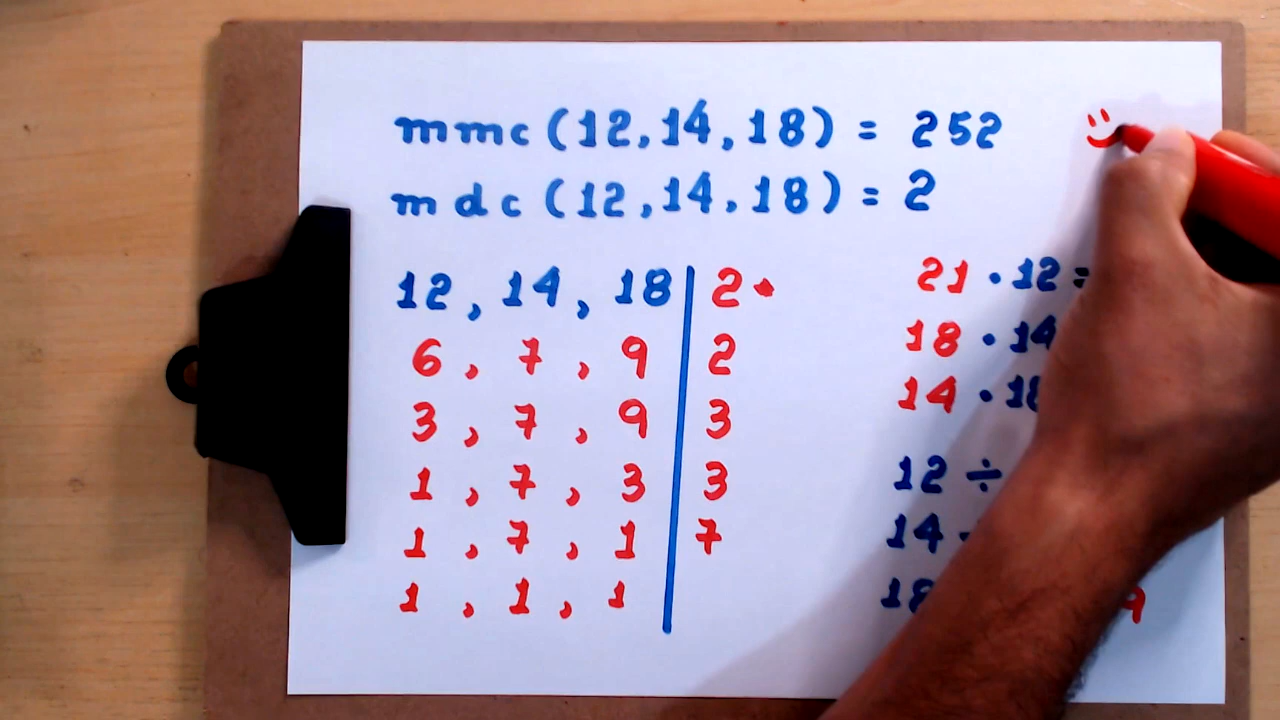 mmc (12,14,18) = 252
mdc (12,14,18) = 2
12, 14, 18 | 2 •
6, 7, 9 | 2
3, 7, 9 | 3
1, 7, 3 | 3
1, 7, 1 | 7
1, 1, 1
21 • 12 =
18 • 14
14 • 18
12 ÷
14
18 9